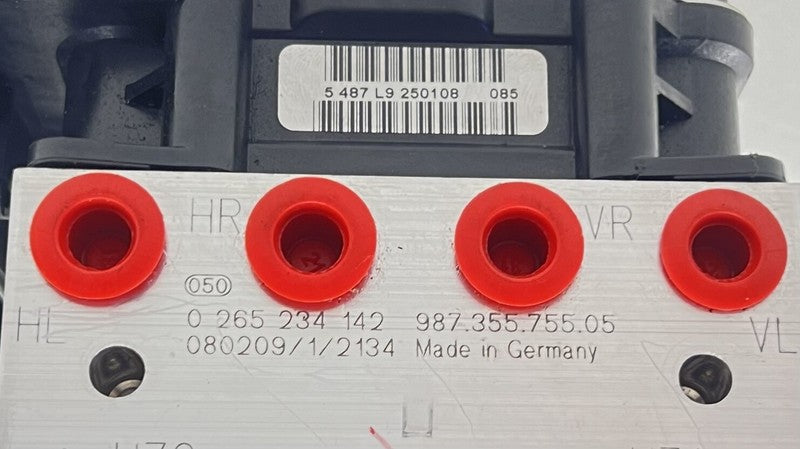 5 487 L9 250108 085
HR VR
050
HL 0 265 234 142 987.355.755.05 VL
080209/1/2134 Made in Germany